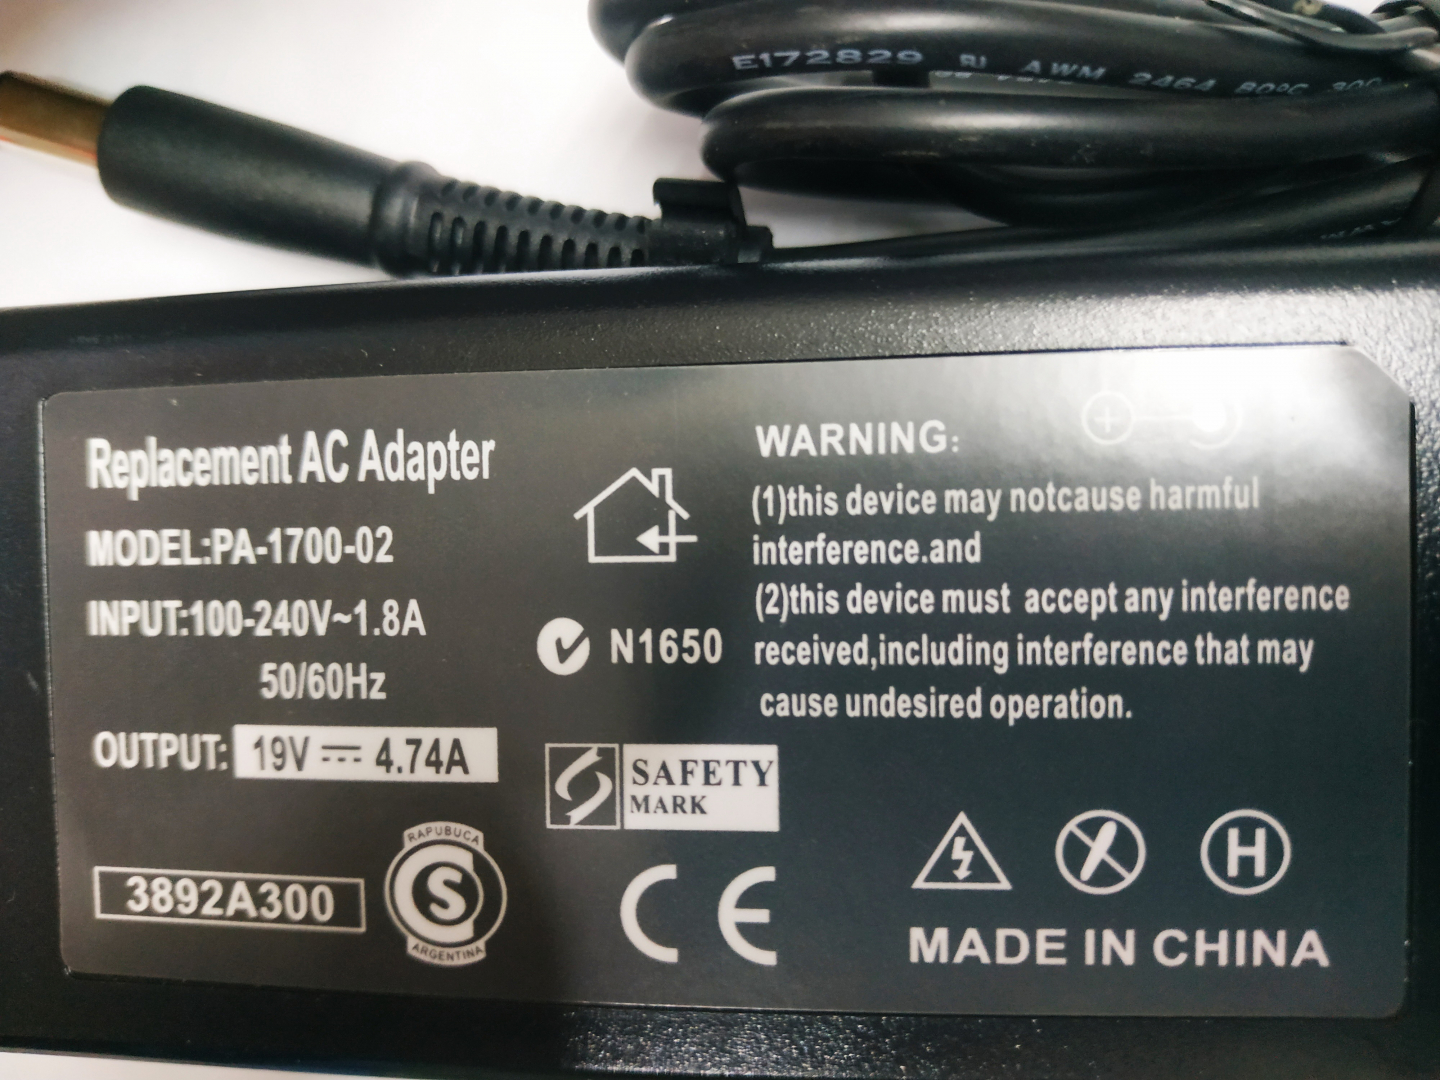 E172829 RU AWM 2464 80°C 300
Replacement AC Adapter
MODEL:PA-1700-02
INPUT:100-240V~1.8A
50/60Hz
OUTPUT: 19V ⎓ 4.74A
3892A300
RAPUBUCA
S
ARGENTINA
N1650
SAFETY
MARK
CE
WARNING:
(1)this device may notcause harmful
interference.and
(2)this device must accept any interference
received,including interference that may
cause undesired operation.
H
MADE IN CHINA